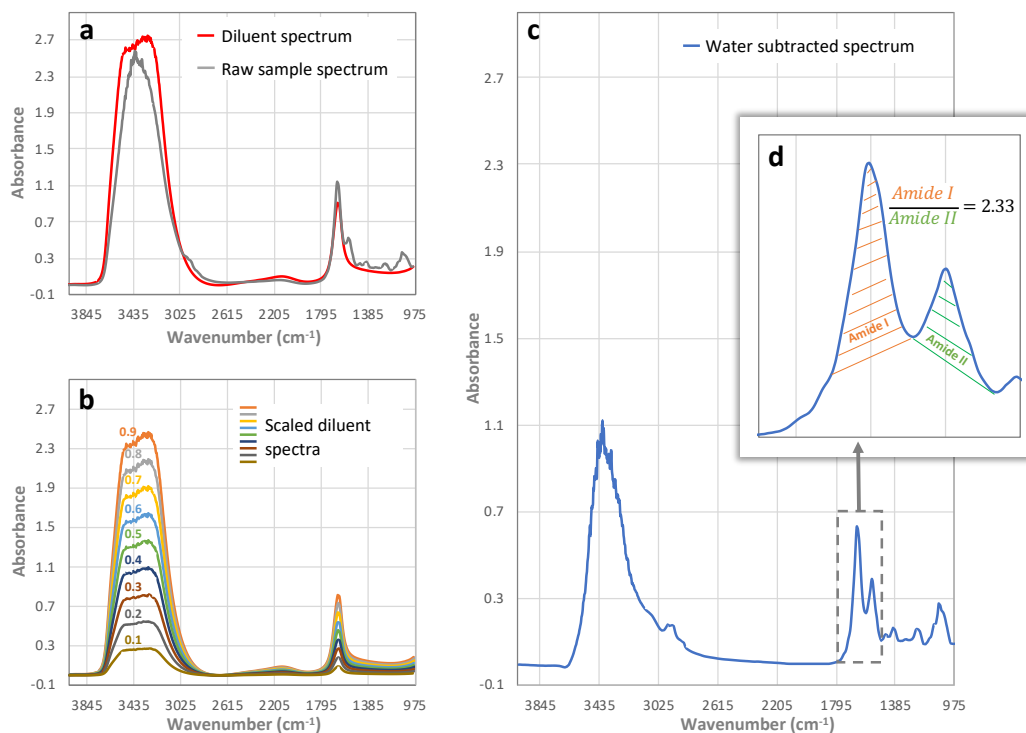 a
Diluent spectrum
Raw sample spectrum
2.7
2.3
1.9
1.5
1.1
0.7
0.3
-0.1
Absorbance
3845 3435 3025 2615 2205 1795 1385 975
Wavenumber (cm⁻¹)
b
Scaled diluent
spectra
2.7
2.3
1.9
1.5
1.1
0.7
0.3
-0.1
Absorbance
0.9
0.8
0.7
0.6
0.5
0.4
0.3
0.2
0.1
3845 3435 3025 2615 2205 1795 1385 975
Wavenumber (cm⁻¹)
c
Water subtracted spectrum
2.7
2.3
1.9
1.5
1.1
0.7
0.3
-0.1
Absorbance
3845 3435 3025 2615 2205 1795 1385 975
Wavenumber (cm⁻¹)
d
Amide I
Amide II
= 2.33
Amide I
Amide II